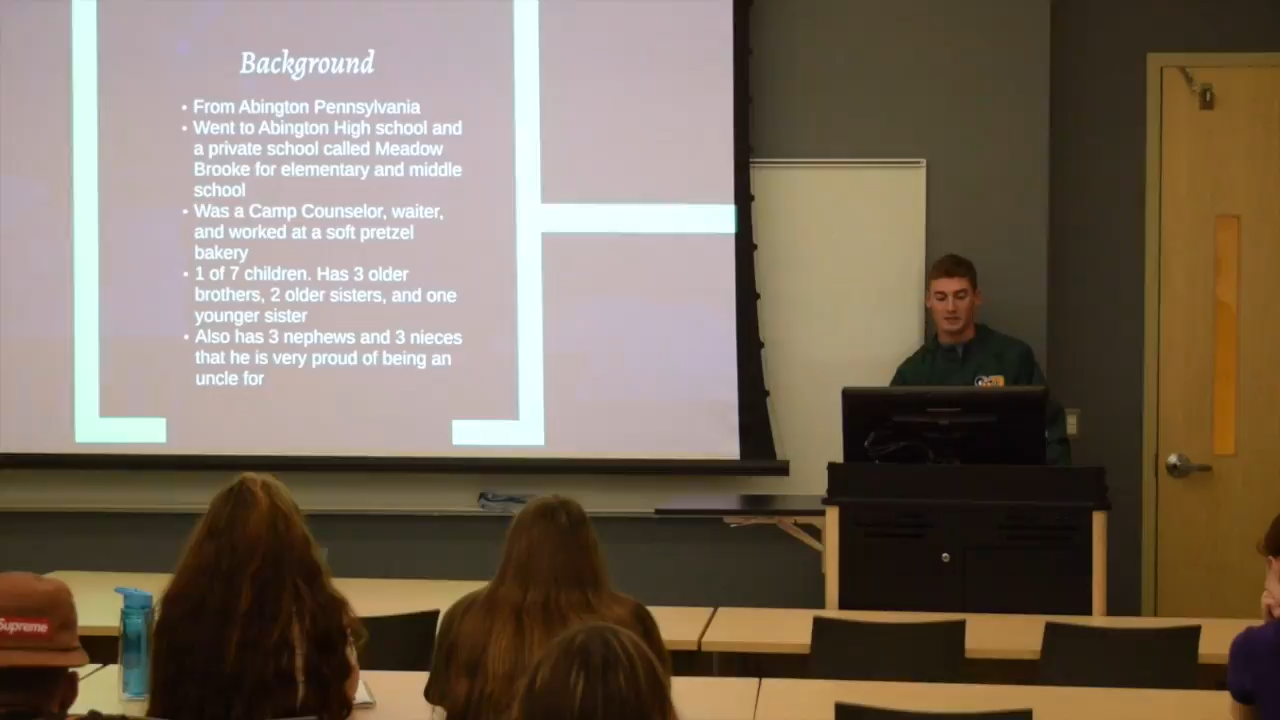 Background
• From Abington Pennsylvania
• Went to Abington High school and
a private school called Meadow
Brooke for elementary and middle
school
• Was a Camp Counselor, waiter,
and worked at a soft pretzel
bakery
• 1 of 7 children. Has 3 older
brothers, 2 older sisters, and one
younger sister
• Also has 3 nephews and 3 nieces
that he is very proud of being an
uncle for
Supreme